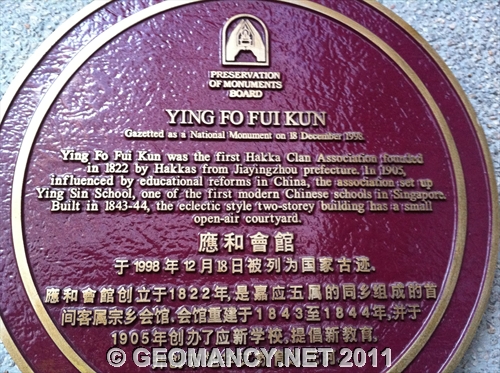 PRESERVATION
OF MONUMENTS
BOARD
YING FO FUI KUN
Gazetted as a National Monument on 18 December 1998.
Ying Fo Fui Kun was the first Hakka Clan Association founded
in 1822 by Hakkas from Jiayingzhou prefecture. In 1905,
influenced by educational reforms in China, the association set up
Ying Sin School, one of the first modern Chinese schools in Singapore.
Built in 1843-44, the eclectic style two-storey building has a small
open-air courtyard.
應和會館
于1998年12月18日被列为国家古迹。
應和會館创立于1822年，是嘉应五属的同乡组成的首
间客属宗乡会馆。会馆重建于1843至1844年，并于
1905年创办了应新学校，提倡新教育。
© GEOMANCY.NET 2011